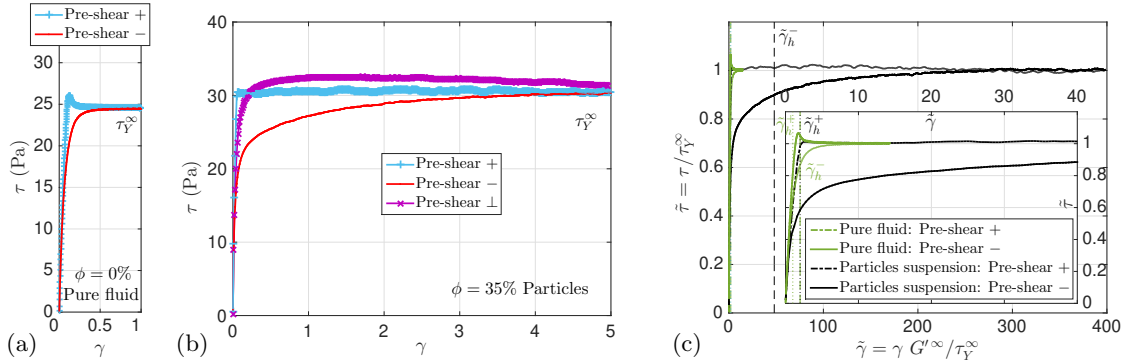 Pre-shear +
Pre-shear −
30
25
20
15
10
5
0
τ (Pa)
τ_Y^∞
ϕ = 0%
Pure fluid
0 0.5 1
(a) γ
40
30
20
10
0
τ (Pa)
τ_Y^∞
Pre-shear +
Pre-shear −
Pre-shear ⊥
ϕ = 35% Particles
0 1 2 3 4 5
(b) γ
1.2
1
0.8
0.6
0.4
0.2
0
τ̃ = τ/τ_Y^∞
γ̃_h^−
0 10 20 30 40
γ̃
γ̃_h^+ γ̃_h^+
γ̃_h^−
1
0.8
0.6
0.4
0.2
0
τ̃
Pure fluid: Pre-shear +
Pure fluid: Pre-shear −
Particles suspension: Pre-shear +
Particles suspension: Pre-shear −
0 100 200 300 400
(c) γ̃ = γ G′^∞/τ_Y^∞